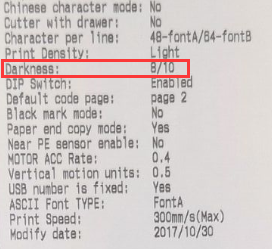 Chinese character mode: No
Cutter with drawer: No
Character per line: 48-fontA/64-fontB
Print Density: Light
Darkness: 8/10
DIP Switch: Enabled
Default code page: page 2
Black mark mode: No
Paper end copy mode: Yes
Near PE sensor enable: No
MOTOR ACC Rate: 0.4
Vertical motion units: 0.5
USB number is fixed: Yes
ASCII Font TYPE: FontA
Print Speed: 300mm/s(Max)
Modify date: 2017/10/30